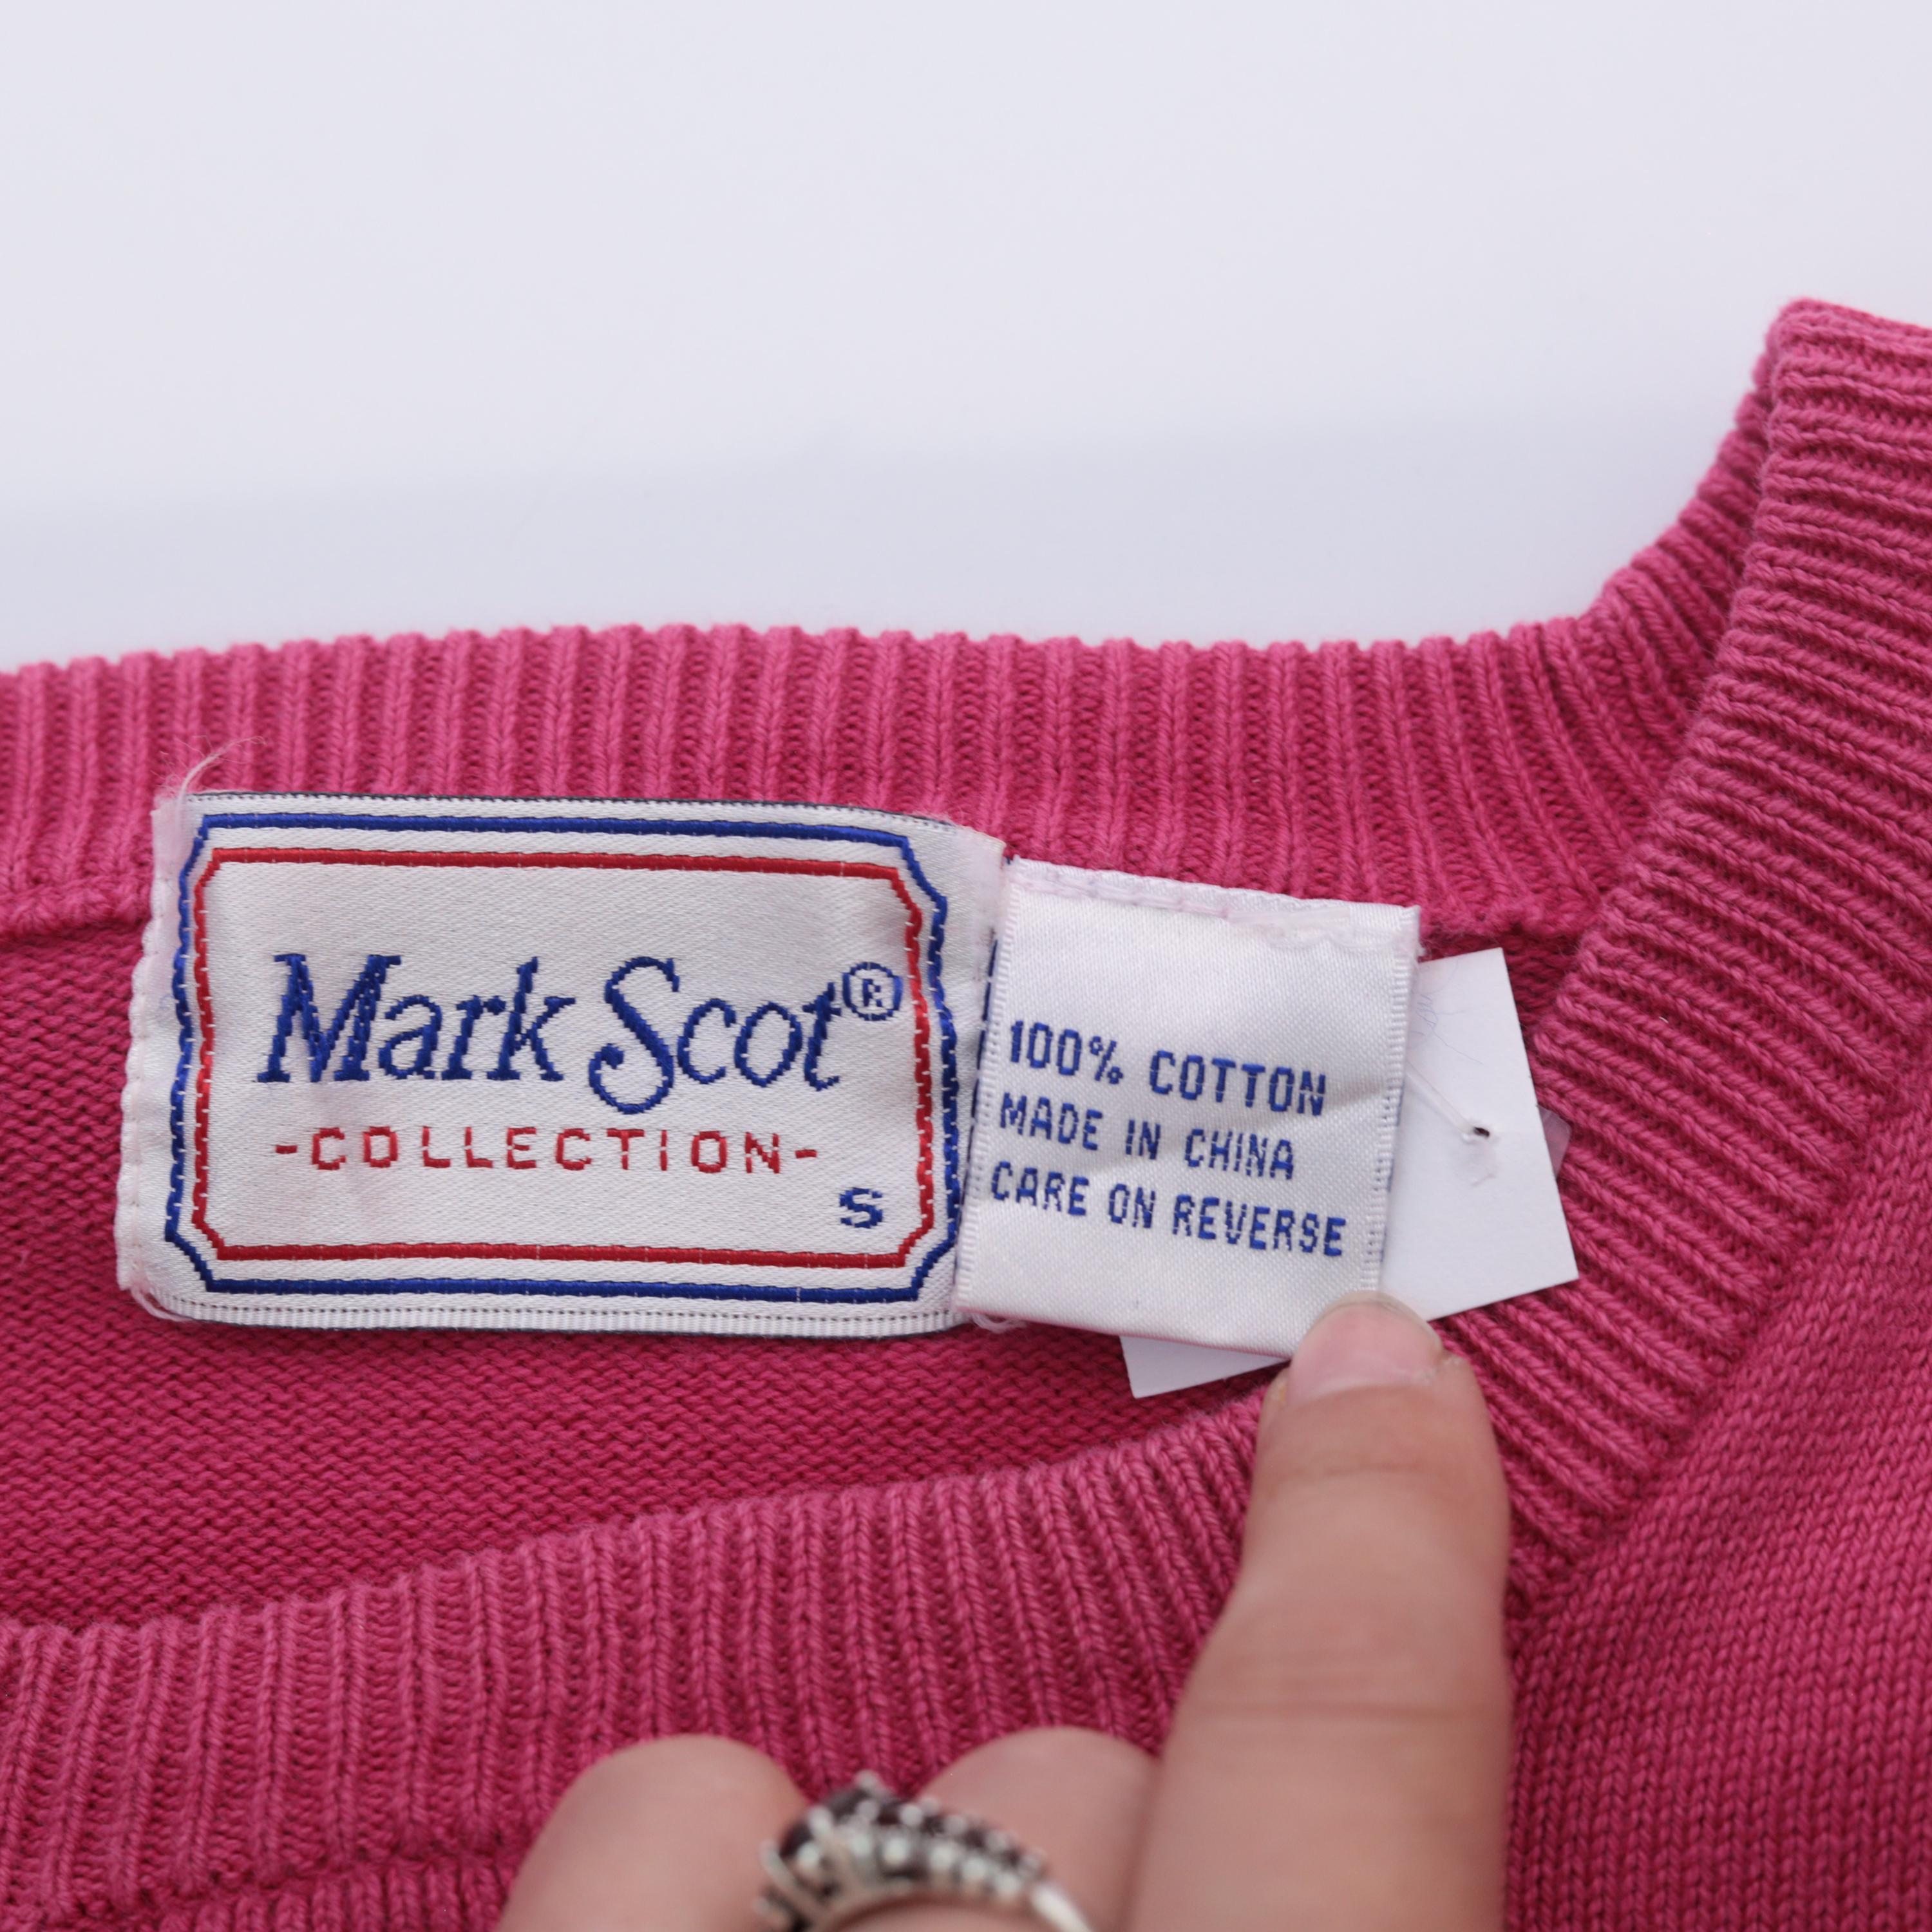 Mark Scot®
-COLLECTION-
S
100% COTTON
MADE IN CHINA
CARE ON REVERSE